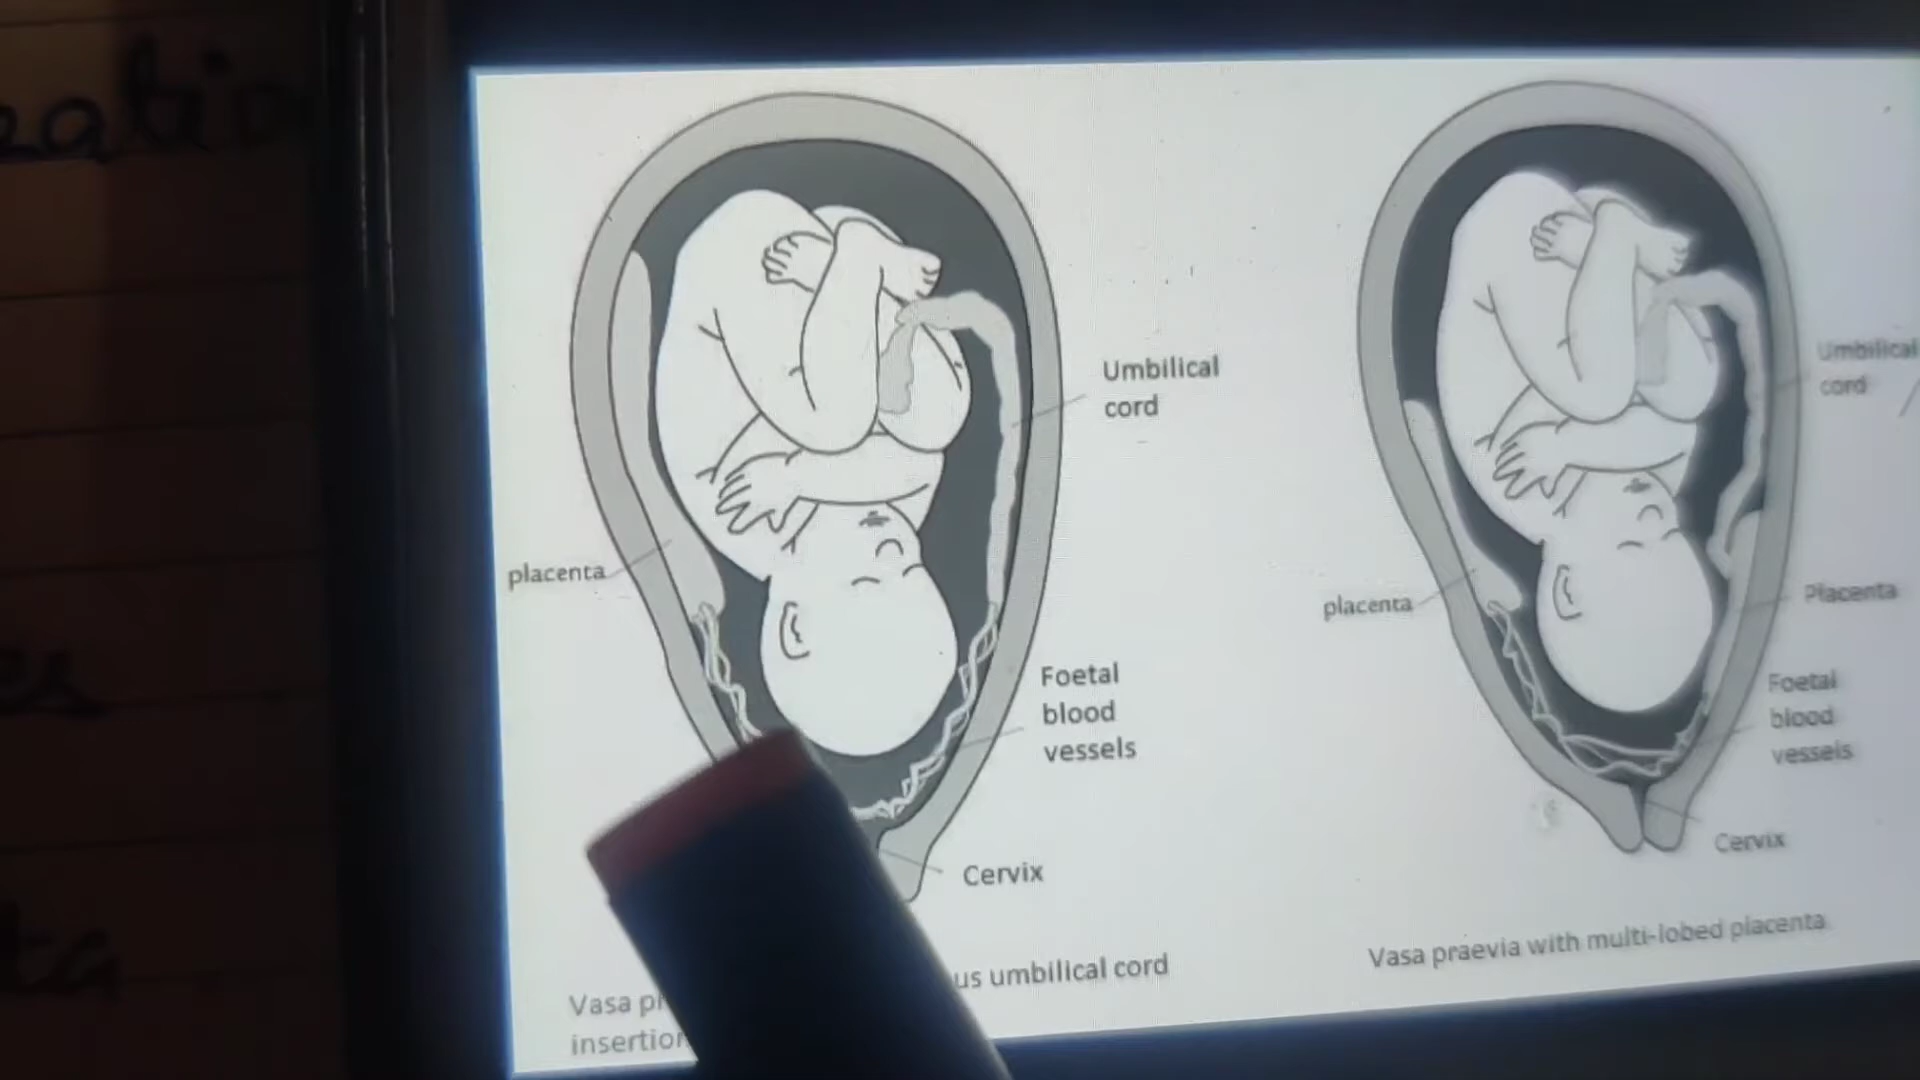 Umbilical
cord
placenta
Foetal
blood
vessels
Cervix
us umbilical cord
Vasa p
insertion
Umbilical
cord
placenta
Placenta
Foetal
blood
vessels
Cervix
Vasa praevia with multi-lobed placenta